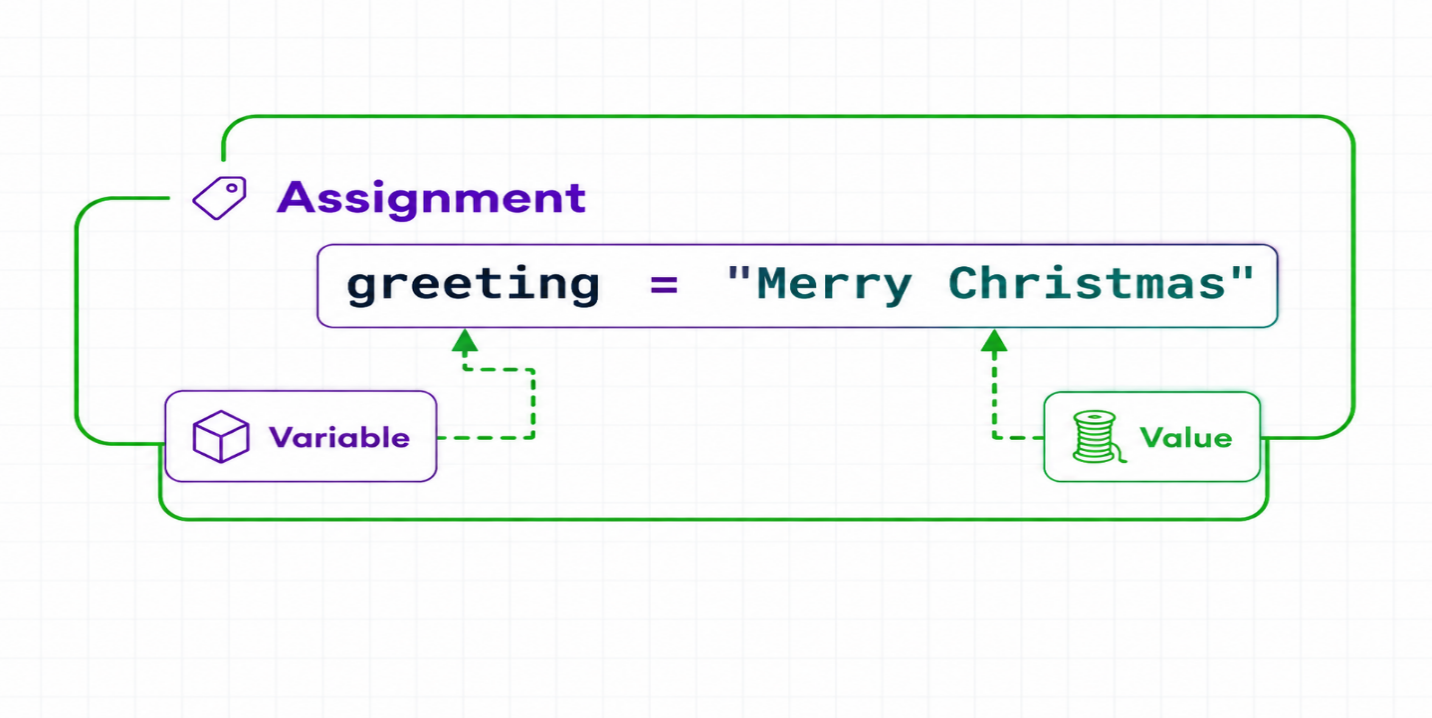 Assignment
greeting = "Merry Christmas"
Variable
Value